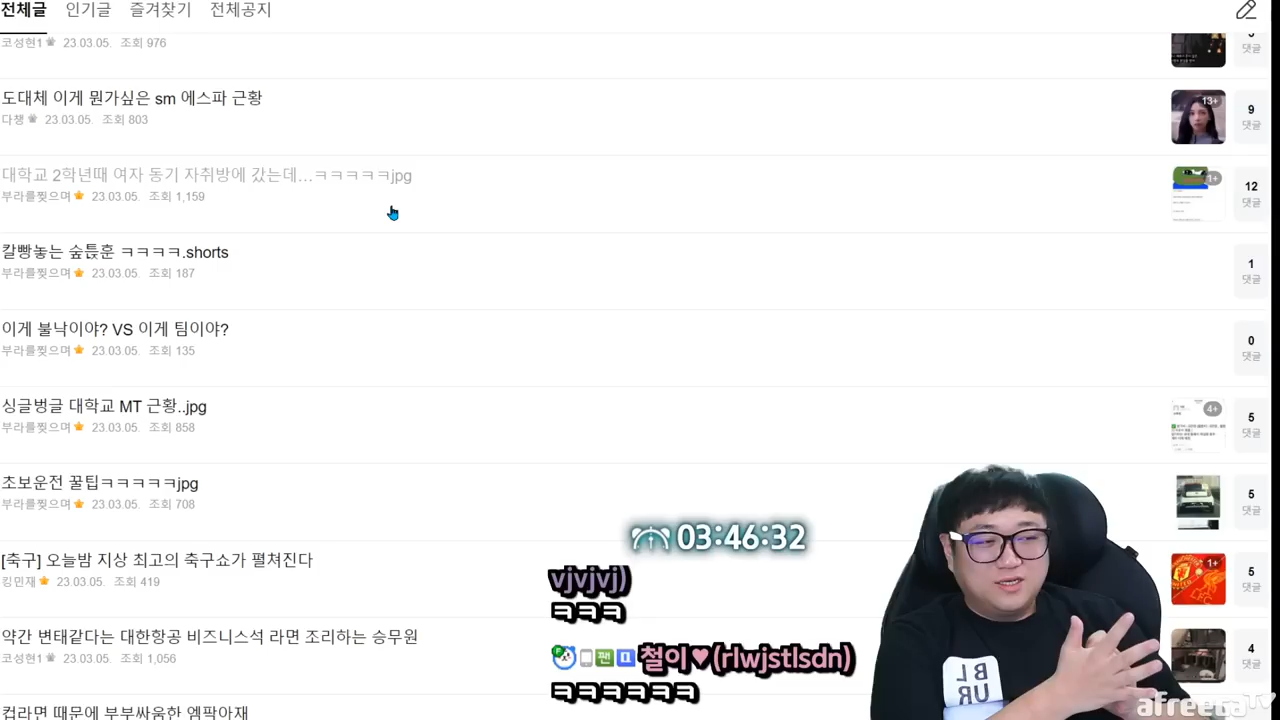 전체글 인기글 즐겨찾기 전체공지
코성현1 23.03.05. 조회 976
댓글
도대체 이게 뭔가싶은 sm 에스파 근황
다챙 23.03.05. 조회 803
13+
9
댓글
대학교 2학년때 여자 동기 자취방에 갔는데...ㅋㅋㅋㅋㅋjpg
부라를찢으며 23.03.05. 조회 1,159
1+
12
댓글
칼빵놓는 숲튽훈 ㅋㅋㅋㅋ.shorts
부라를찢으며 23.03.05. 조회 187
1
댓글
이게 불낙이야? VS 이게 팀이야?
부라를찢으며 23.03.05. 조회 135
0
댓글
싱글벙글 대학교 MT 근황..jpg
부라를찢으며 23.03.05. 조회 858
4+
5
댓글
초보운전 꿀팁ㅋㅋㅋㅋㅋjpg
부라를찢으며 23.03.05. 조회 708
5
댓글
[축구] 오늘밤 지상 최고의 축구쇼가 펼쳐진다
킹민재 23.03.05. 조회 419
1+
5
댓글
약간 변태같다는 대한항공 비즈니스석 라면 조리하는 승무원
코성현1 23.03.05. 조회 1,056
4
댓글
컵라면 때문에 부부싸움한 엠팍아재
03:46:32
vjvjvj)
ㅋㅋㅋ
철이♥(rlwjstlsdn)
ㅋㅋㅋㅋㅋㅋ
BL
UR
afreecaTV